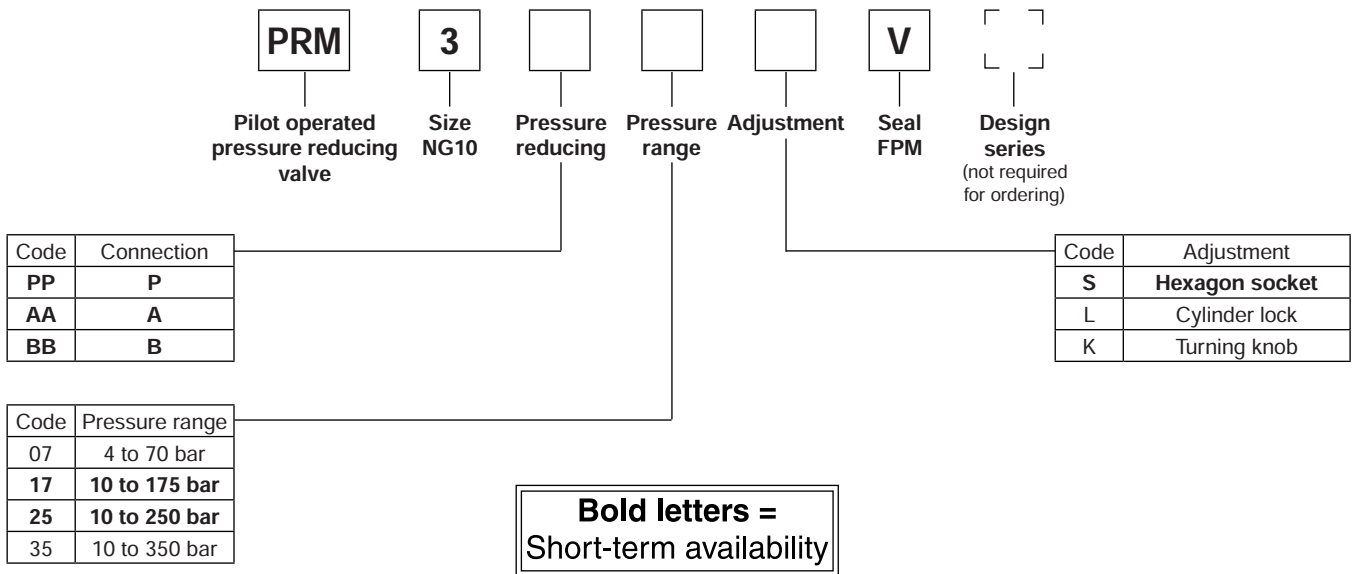 PRM 3 V
Pilot operated
pressure reducing
valve
Size
NG10
Pressure
reducing
Pressure
range
Adjustment
Seal
FPM
Design
series
(not required
for ordering)
Code Connection
PP P
AA A
BB B
Code Adjustment
S Hexagon socket
L Cylinder lock
K Turning knob
Code Pressure range
07 4 to 70 bar
17 10 to 175 bar
25 10 to 250 bar
35 10 to 350 bar
Bold letters =
Short-term availability